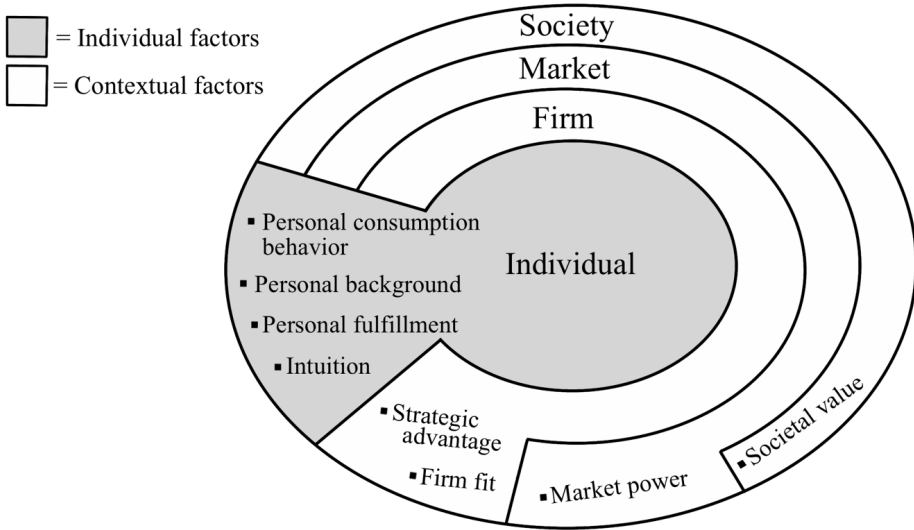 = Individual factors
= Contextual factors
Society
Market
Firm
Individual
▪ Personal consumption
behavior
▪ Personal background
▪ Personal fulfillment
▪ Intuition
▪ Strategic
advantage
▪ Firm fit
▪ Market power
▪ Societal value